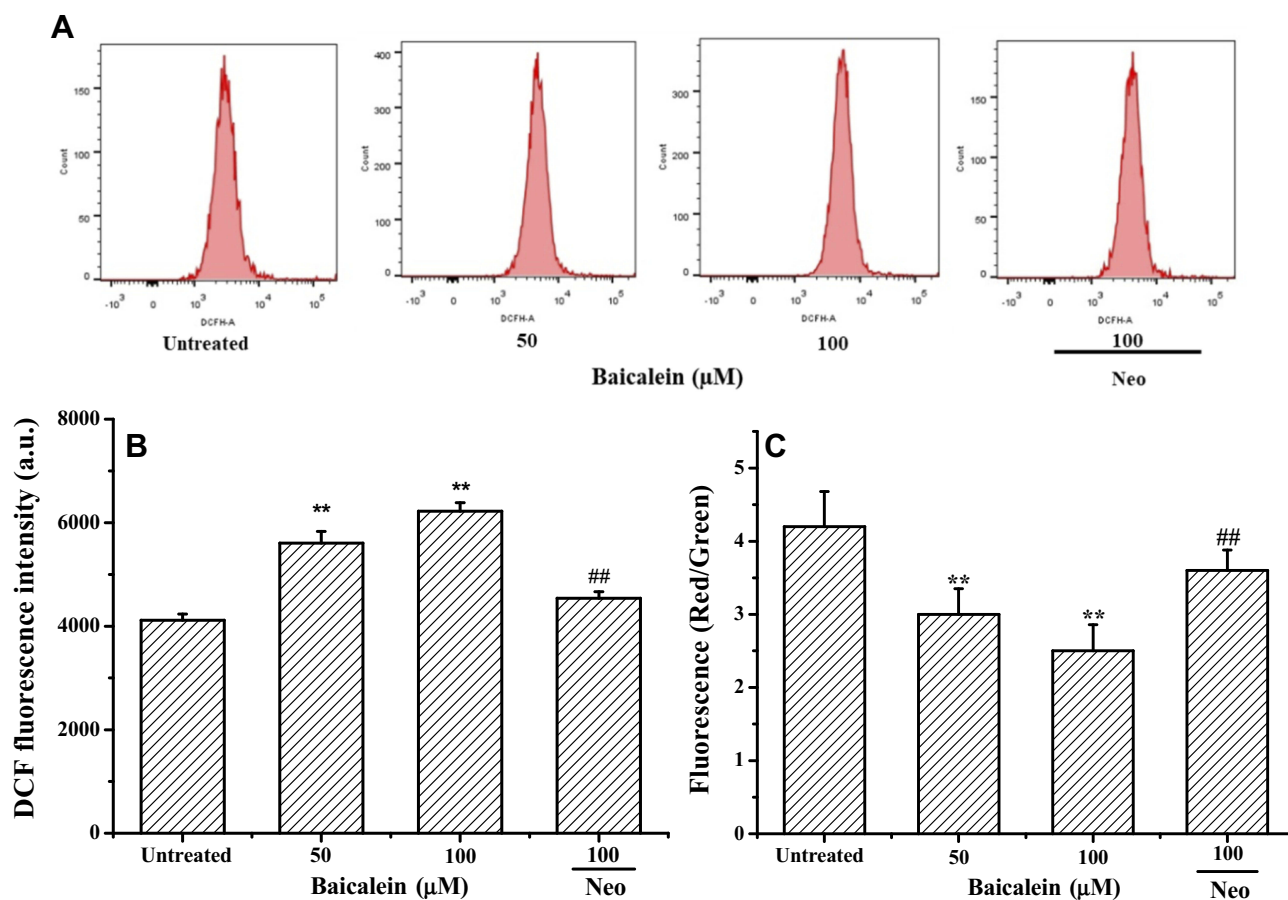 A
150
100
50
0
Count
-10³ 0 10³ 10⁴ 10⁵
DCFH-A
Untreated
400
300
200
100
0
Count
-10³ 0 10³ 10⁴ 10⁵
DCFH-A
50
300
200
100
0
Count
-10³ 0 10³ 10⁴ 10⁵
DCFH-A
100
150
100
50
0
Count
-10³ 0 10³ 10⁴ 10⁵
DCFH-A
100
Neo
Baicalein (μM)
B
DCF fluorescence intensity (a.u.)
8000
6000
4000
2000
0
**
**
##
Untreated 50 100 100
Baicalein (μM) Neo
C
Fluorescence (Red/Green)
5
4
3
2
1
0
**
**
##
Untreated 50 100 100
Baicalein (μM) Neo